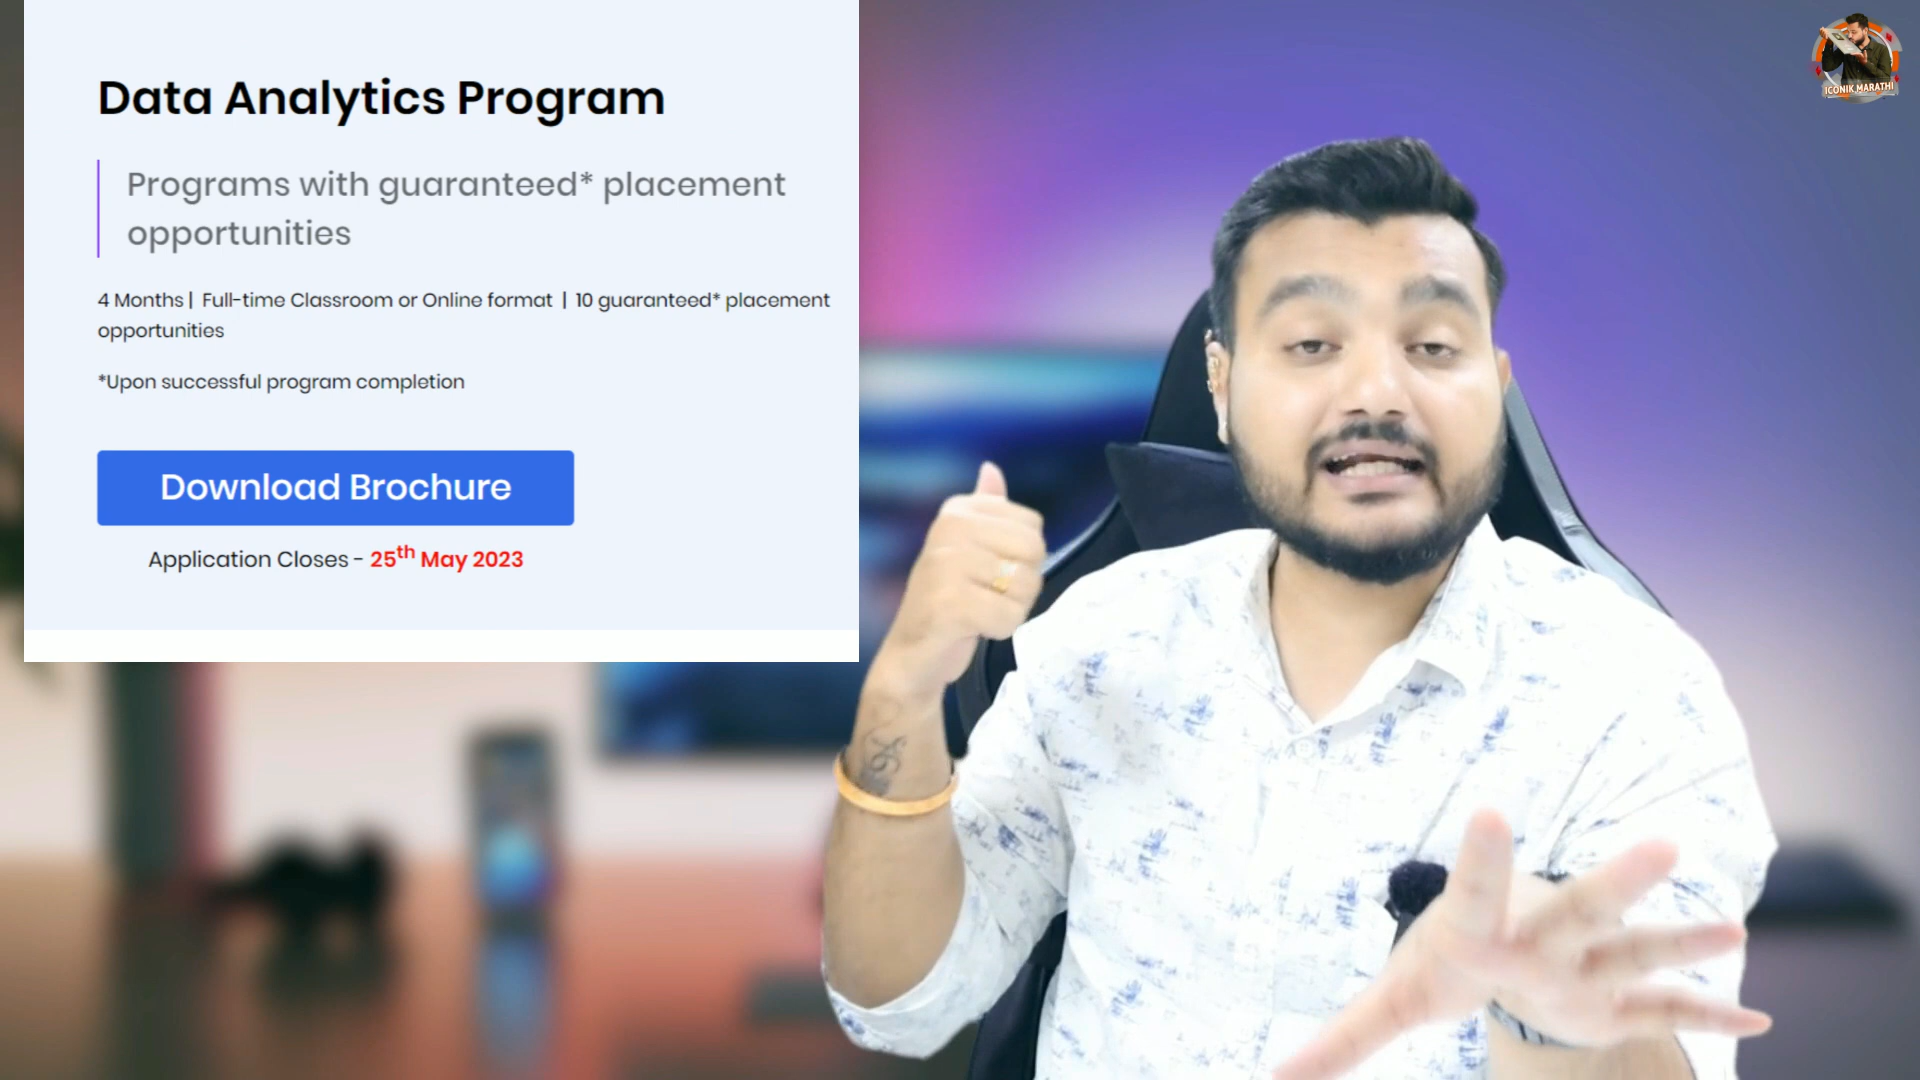 Data Analytics Program
Programs with guaranteed* placement
opportunities
4 Months | Full-time Classroom or Online format | 10 guaranteed* placement
opportunities
*Upon successful program completion
Download Brochure
Application Closes - 25th May 2023
ICONIK MARATHI